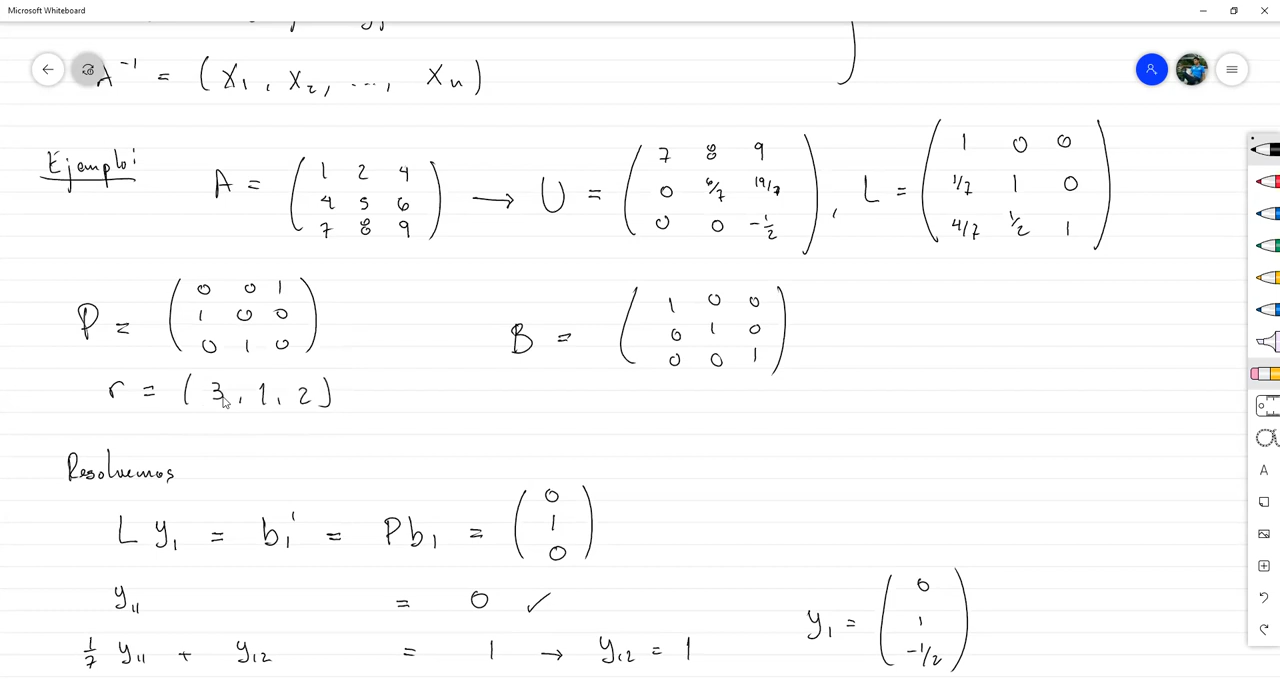 Microsoft Whiteboard
A⁻¹ = (X₁, X₂, ..., Xₙ)
Ejemplo:
A = ( 1 2 4 ; 4 5 6 ; 7 8 9 ) → U = ( 7 8 9 ; 0 6/7 19/7 ; 0 0 -1/2 ) , L = ( 1 0 0 ; 1/7 1 0 ; 4/7 1/2 1 )
P = ( 0 0 1 ; 1 0 0 ; 0 1 0 ) B = ( 1 0 0 ; 0 1 0 ; 0 0 1 )
r = ( 3, 1, 2 )
Resolvemos
L y₁ = b₁' = P b₁ = ( 0 ; 1 ; 0 )
y₁₁ = 0 ✓
1/7 y₁₁ + y₁₂ = 1 → y₁₂ = 1
y₁ = ( 0 ; 1 ; -1/2 )
A